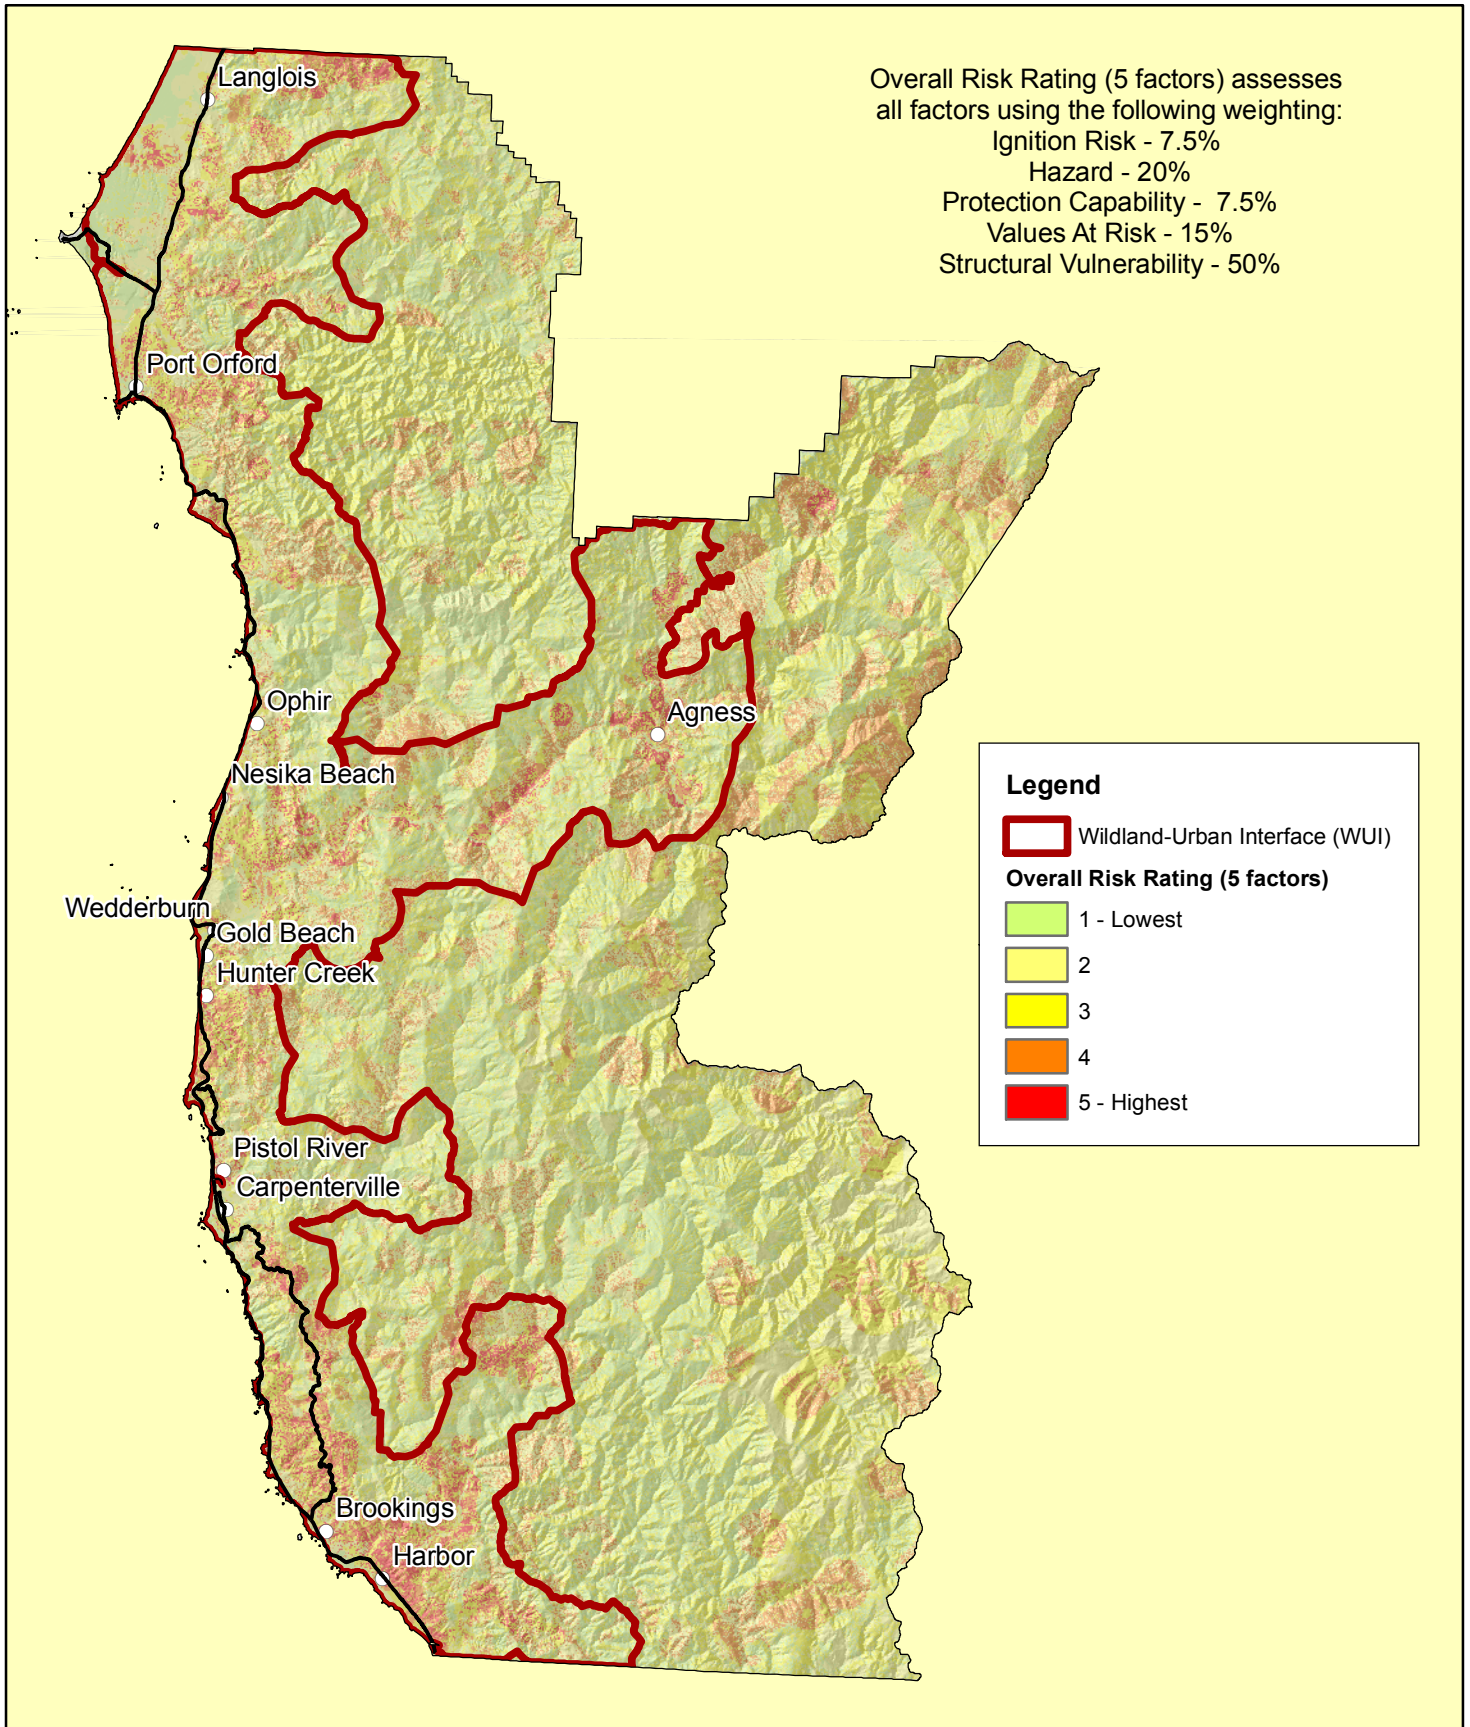 Overall Risk Rating (5 factors) assesses
all factors using the following weighting:
Ignition Risk - 7.5%
Hazard - 20%
Protection Capability -  7.5%
Values At Risk - 15%
Structural Vulnerability - 50%
Langlois
Port Orford
Ophir
Agness
Nesika Beach
Wedderburn
Gold Beach
Hunter Creek
Pistol River
Carpenterville
Brookings
Harbor
Legend
Wildland-Urban Interface (WUI)
Overall Risk Rating (5 factors)
1 - Lowest
2
3
4
5 - Highest